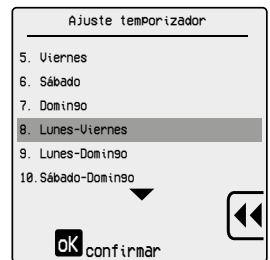 Ajuste temporizador
5. Viernes
6. Sábado
7. Domingo
8. Lunes-Viernes
9. Lunes-Domingo
10.Sábado-Domingo
oK confirmar